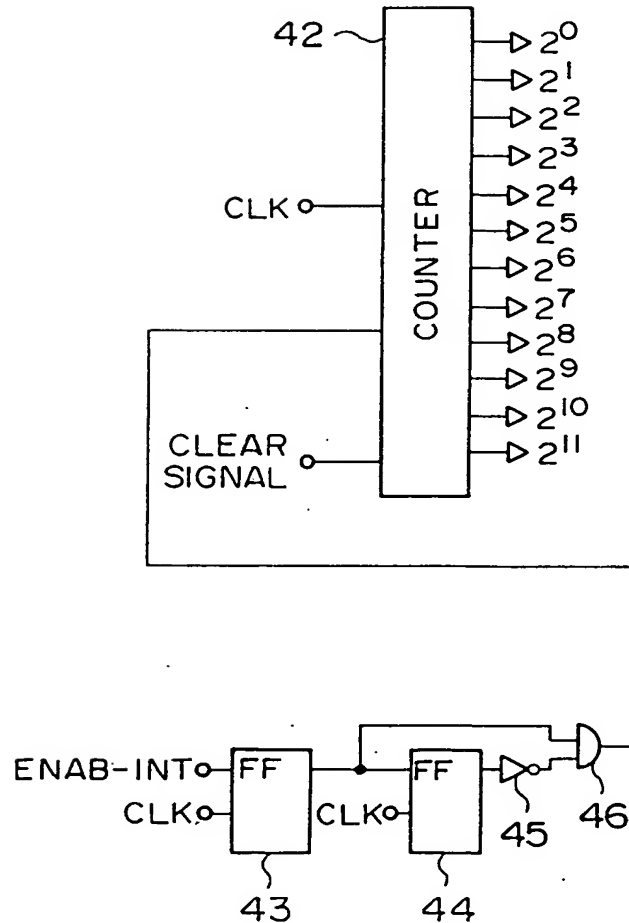 42
2⁰
2¹
2²
2³
2⁴
CLK
2⁵
2⁶
COUNTER
2⁷
2⁸
2⁹
2¹⁰
CLEAR
SIGNAL
2¹¹
ENAB-INT
FF
FF
CLK
CLK
45
46
43
44